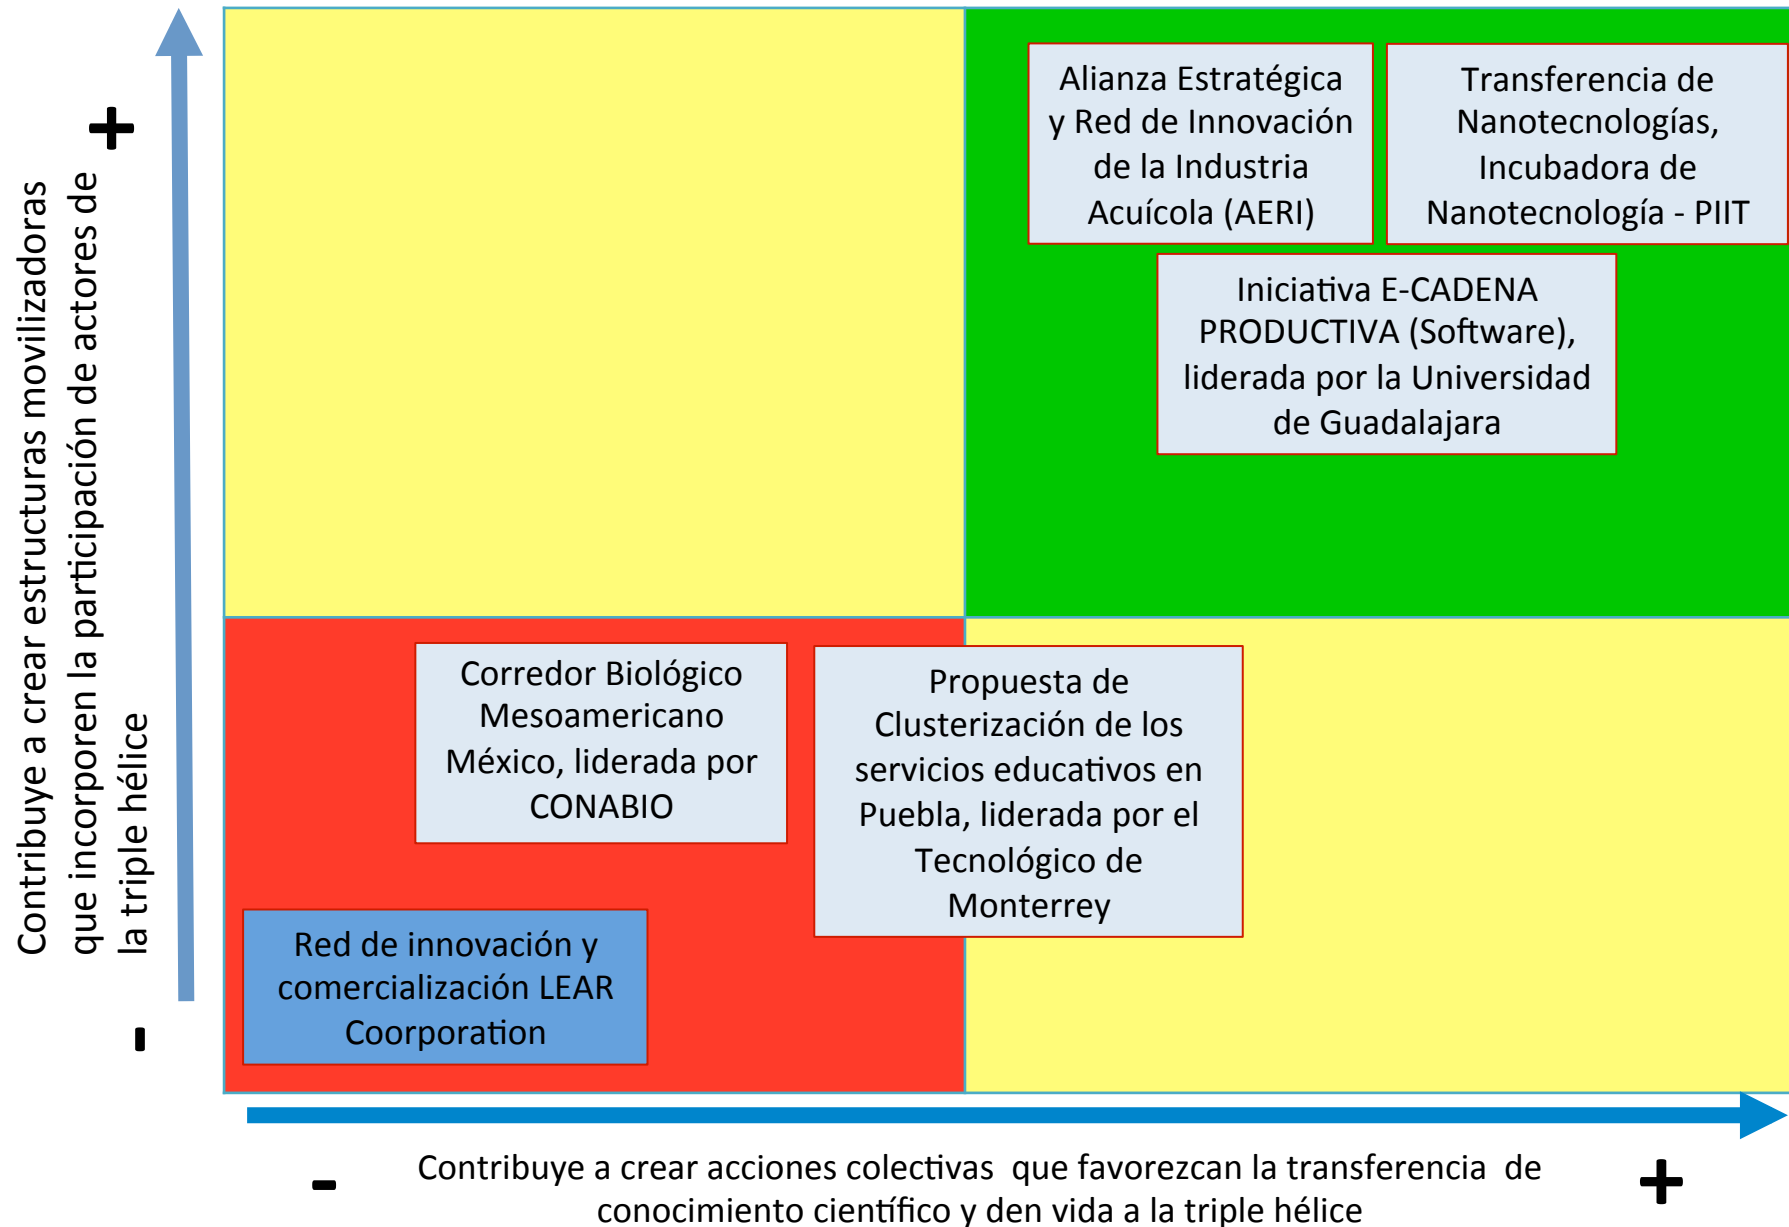 Contribuye a crear estructuras movilizadoras
que incorporen la participación de actores de
la triple hélice
+
-
Alianza Estratégica
y Red de Innovación
de la Industria
Acuícola (AERI)
Transferencia de
Nanotecnologías,
Incubadora de
Nanotecnología - PIIT
Iniciativa E-CADENA
PRODUCTIVA (Software),
liderada por la Universidad
de Guadalajara
Corredor Biológico
Mesoamericano
México, liderada por
CONABIO
Propuesta de
Clusterización de los
servicios educativos en
Puebla, liderada por el
Tecnológico de
Monterrey
Red de innovación y
comercialización LEAR
Coorporation
-
Contribuye a crear acciones colectivas que favorezcan la transferencia de
conocimiento científico y den vida a la triple hélice
+